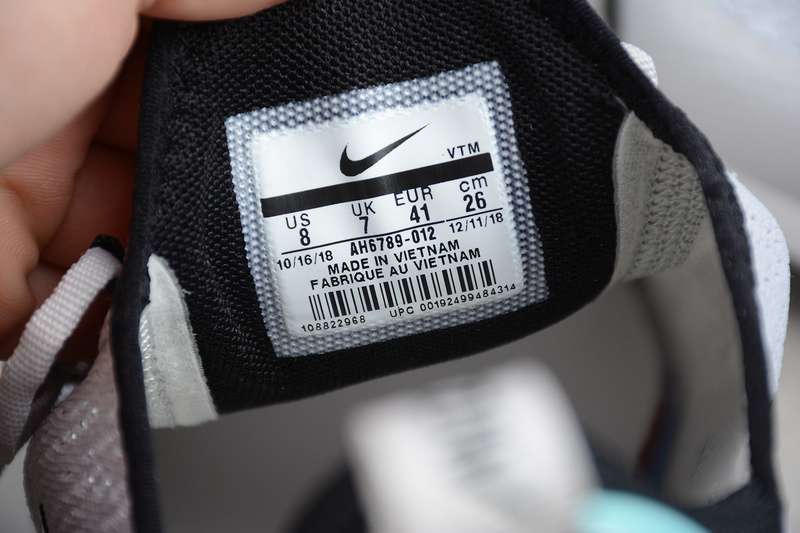 VTM
US UK EUR cm
8 7 41 26
10/16/18 AH6789-012 12/11/18
MADE IN VIETNAM
FABRIQUE AU VIETNAM
108822968 UPC 00192499484314